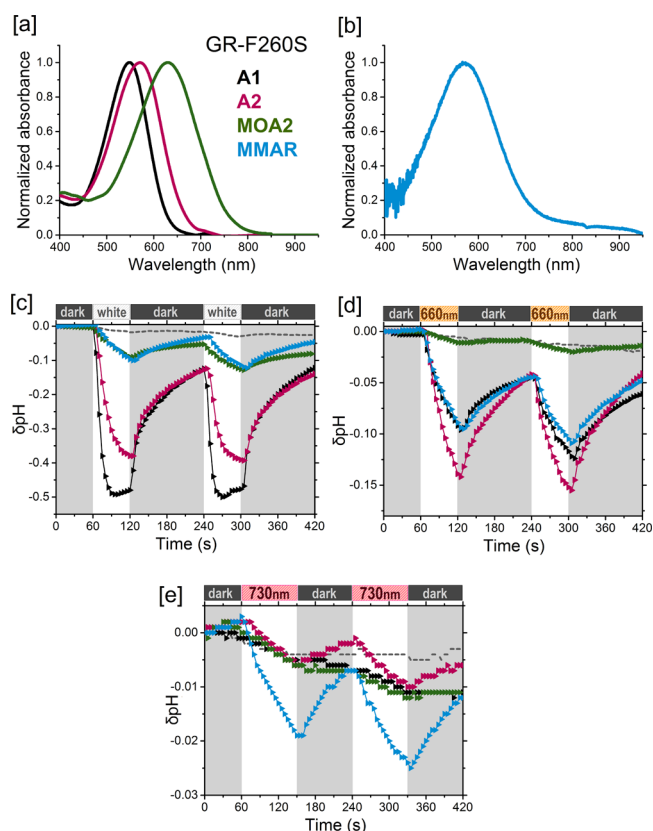 [a]
GR-F260S
A1
A2
MOA2
MMAR
Normalized absorbance
1.0
0.8
0.6
0.4
0.2
0.0
400 500 600 700 800 900
Wavelength (nm)
[b]
Normalized absorbance
1.0
0.8
0.6
0.4
0.2
0.0
400 500 600 700 800 900
Wavelength (nm)
[c]
dark white dark white dark
0.0
-0.1
-0.2
-0.3
-0.4
-0.5
δpH
0 60 120 180 240 300 360 420
Time (s)
[d]
dark 660nm dark 660nm dark
0.00
-0.05
-0.10
-0.15
δpH
0 60 120 180 240 300 360 420
Time (s)
[e]
dark 730nm dark 730nm dark
0.00
-0.01
-0.02
-0.03
δpH
0 60 120 180 240 300 360 420
Time (s)